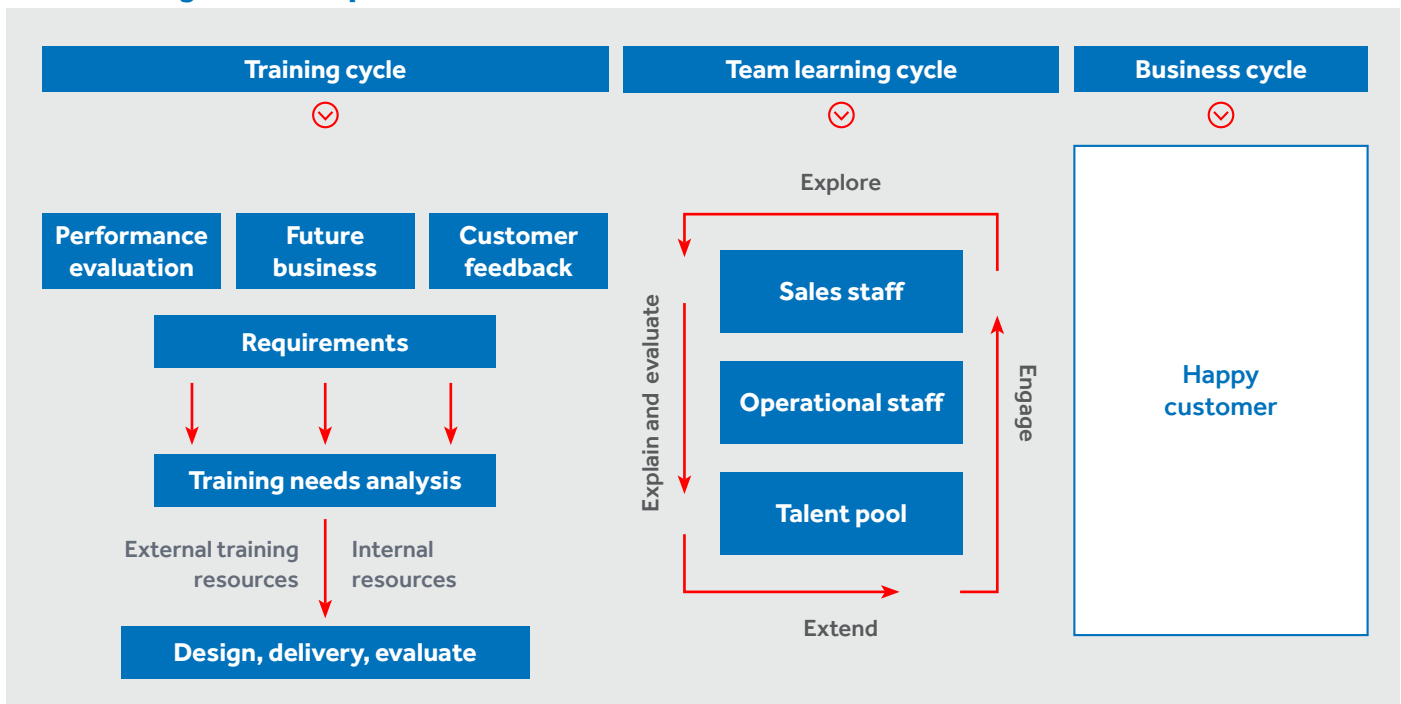 Training cycle
Team learning cycle
Business cycle
Performance
evaluation
Future
business
Customer
feedback
Requirements
Training needs analysis
External training
resources
Internal
resources
Design, delivery, evaluate
Explore
Explain and evaluate
Sales staff
Operational staff
Talent pool
Engage
Extend
Happy
customer